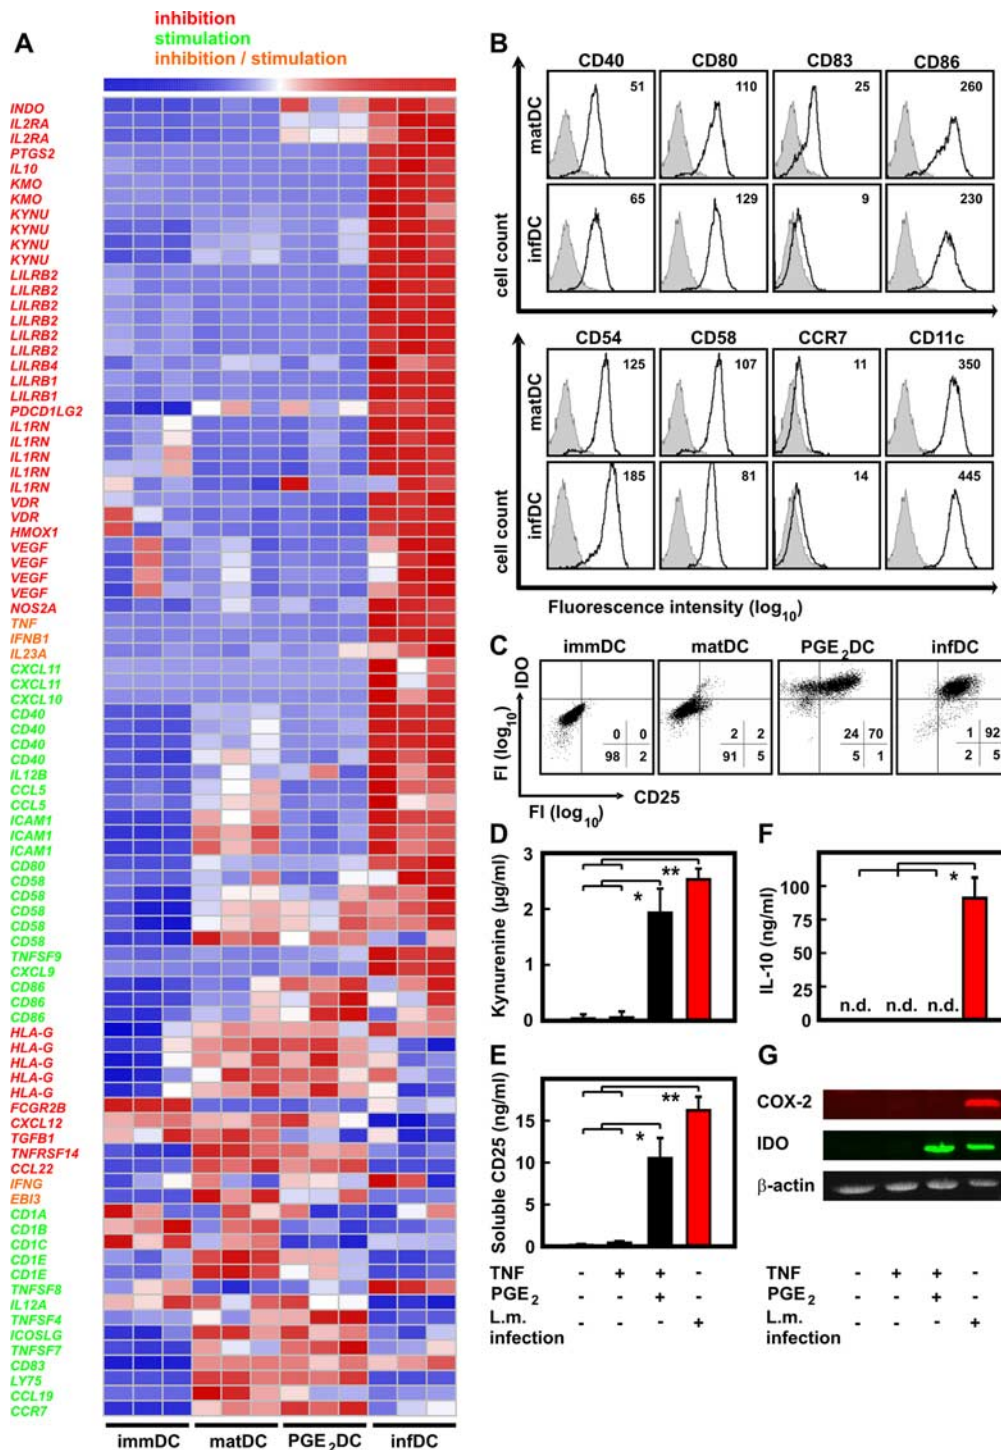 inhibition
stimulation
inhibition / stimulation
A
INDO
IL2RA
IL2RA
PTGS2
IL10
KMO
KMO
KYNU
KYNU
KYNU
KYNU
LILRB2
LILRB2
LILRB2
LILRB2
LILRB2
LILRB2
LILRB4
LILRB1
LILRB1
PDCD1LG2
IL1RN
IL1RN
IL1RN
IL1RN
IL1RN
VDR
VDR
HMOX1
VEGF
VEGF
VEGF
VEGF
NOS2A
TNF
IFNB1
IL23A
CXCL11
CXCL11
CXCL10
CD40
CD40
CD40
CD40
IL12B
CCL5
CCL5
ICAM1
ICAM1
ICAM1
CD80
CD58
CD58
CD58
CD58
CD58
TNFSF9
CXCL9
CD86
CD86
CD86
HLA-G
HLA-G
HLA-G
HLA-G
HLA-G
FCGR2B
CXCL12
TGFB1
TNFRSF14
CCL22
IFNG
EBI3
CD1A
CD1B
CD1C
CD1E
CD1E
TNFSF8
IL12A
TNFSF4
ICOSLG
TNFSF7
CD83
LY75
CCL19
CCR7
immDC matDC PGE2DC infDC
B
CD40 CD80 CD83 CD86
matDC 51 110 25 260
infDC 65 129 9 230
cell count
CD54 CD58 CCR7 CD11c
matDC 125 107 11 350
infDC 185 81 14 445
cell count
Fluorescence intensity (log10)
C
immDC matDC PGE2DC infDC
IDO
FI (log10)
0 0 2 2 24 70 1 92
98 2 91 5 5 1 2 5
FI (log10) CD25
D
Kynurenine (µg/ml)
3
2
1
0
* **
E
Soluble CD25 (ng/ml)
15
10
5
0
* **
TNF - + + -
PGE2 - - + -
L.m. infection - - - +
F
IL-10 (ng/ml)
100
75
50
25
0
n.d. n.d. n.d. *
G
COX-2
IDO
β-actin
TNF - + + -
PGE2 - - + -
L.m. infection - - - +